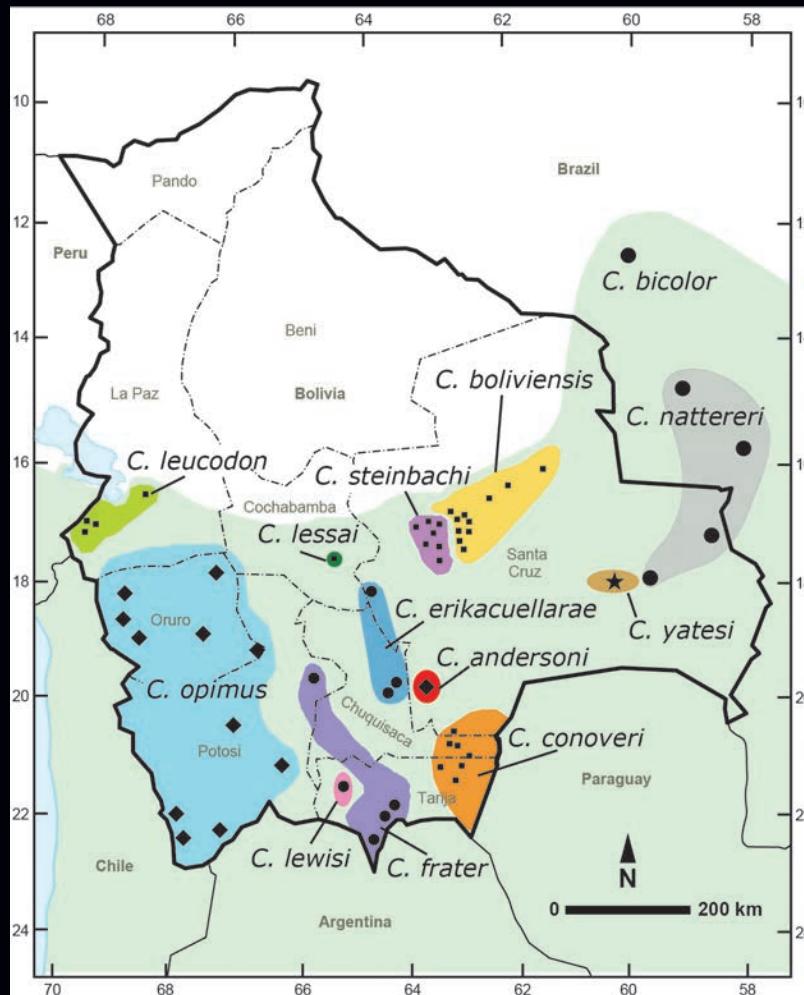 68 66 64 62 60
70 68 66 64 62 60 58
10
12
14
16
18
20
22
24
Brazil
Pando
Peru
C. bicolor
Beni
La Paz
Bolivia
C. boliviensis
C. nattereri
C. leucodon
C. steinbachi
Cochabamba
C. lessai
Santa
Cruz
C. yatesi
Oruro
C. erikacuellarae
C. andersoni
C. opimus
Chuquisaca
C. conoveri
Potosi
Paraguay
Tarija
C. lewisi
C. frater
Chile
N
0 200 km
Argentina